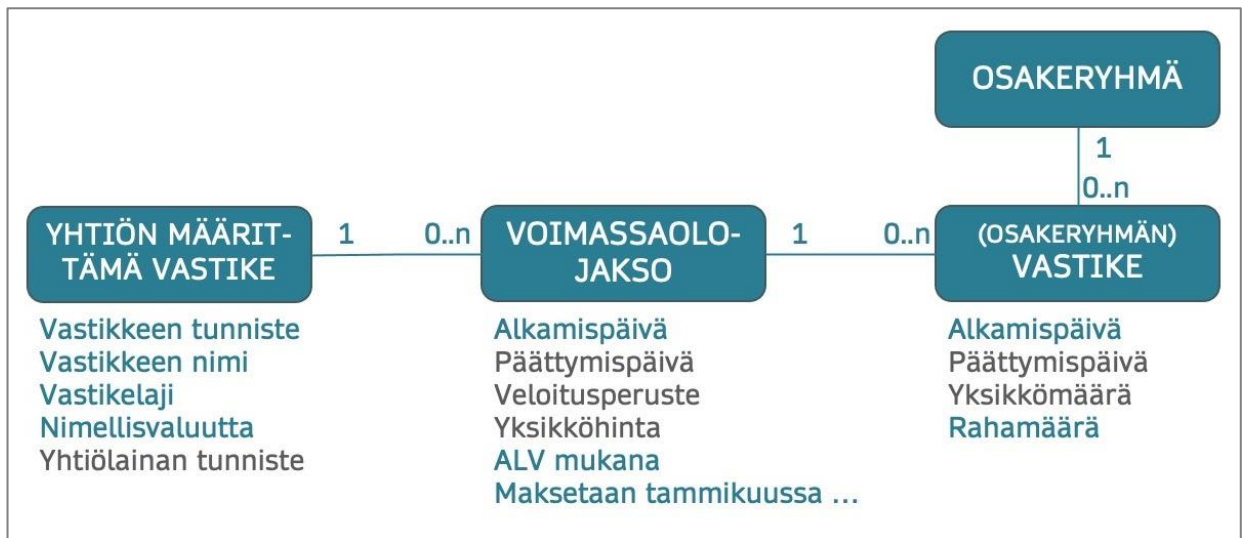 OSAKERYHMÄ
1
0..n
YHTIÖN MÄÄRIT-
TÄMÄ VASTIKE
1
0..n
VOIMASSAOLO-
JAKSO
1
0..n
(OSAKERYHMÄN)
VASTIKE
Vastikkeen tunniste
Vastikkeen nimi
Vastikelaji
Nimellisvaluutta
Yhtiölainan tunniste
Alkamispäivä
Päättymispäivä
Veloitusperuste
Yksikköhinta
ALV mukana
Maksetaan tammikuussa ...
Alkamispäivä
Päättymispäivä
Yksikkömäärä
Rahamäärä